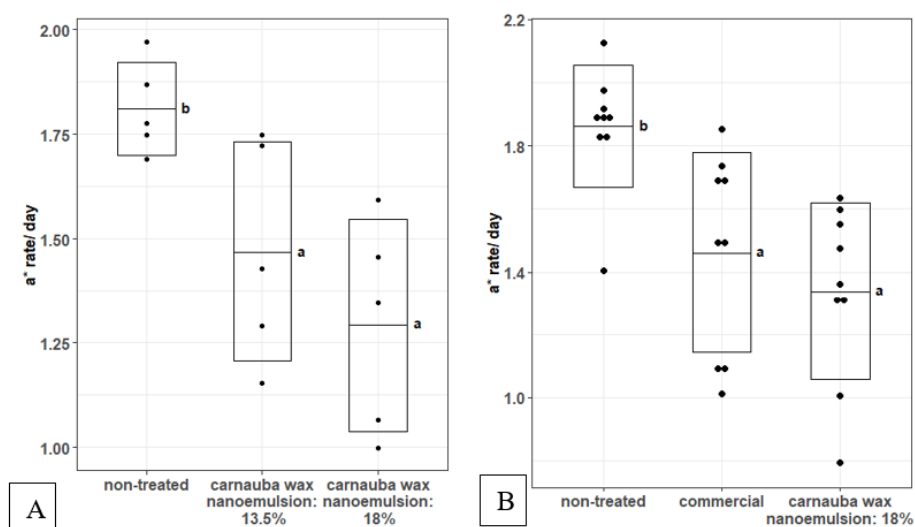 2.00
1.75
1.50
1.25
1.00
a* rate/ day
b
a
a
non-treated
carnauba wax
nanoemulsion:
13.5%
carnauba wax
nanoemulsion:
18%
A
2.2
1.8
1.4
1.0
a* rate/ day
b
a
a
non-treated
commercial
carnauba wax
nanoemulsion: 18%
B